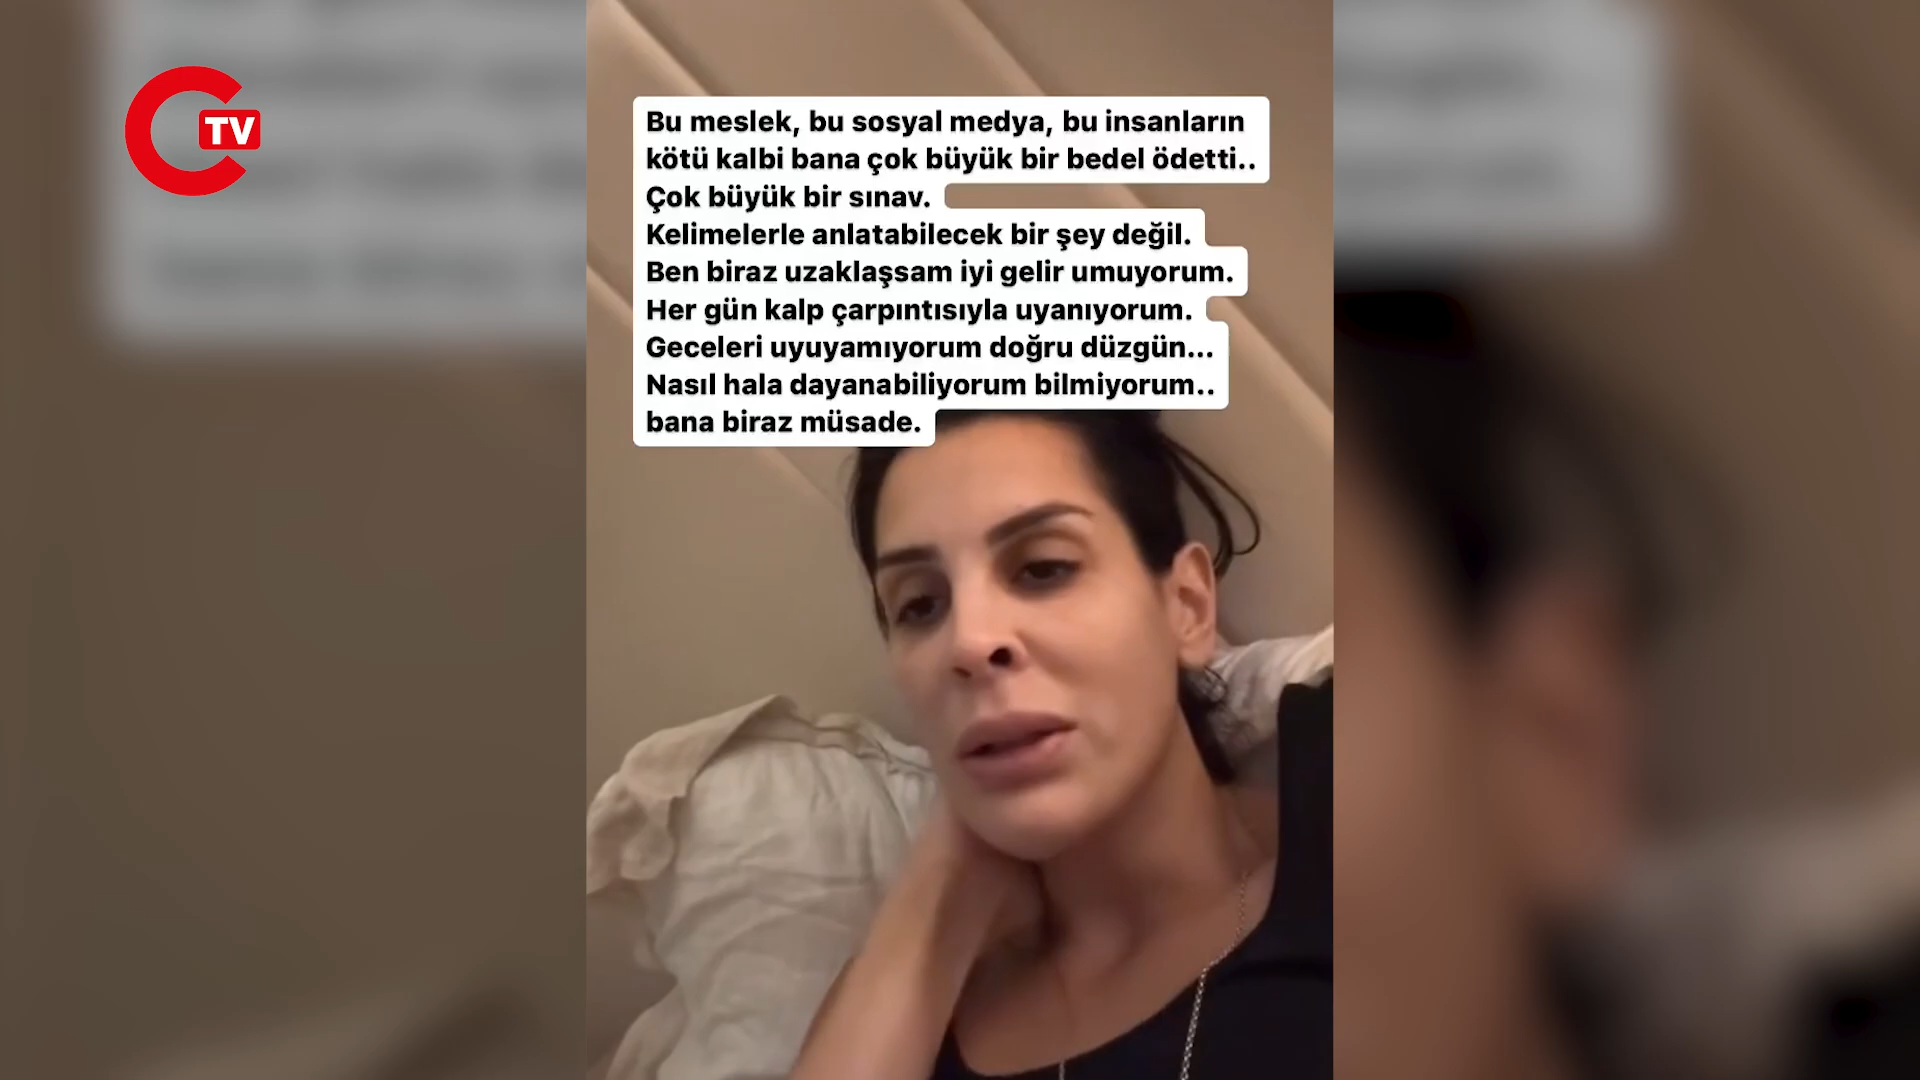 TV
Bu meslek, bu sosyal medya, bu insanların
kötü kalbi bana çok büyük bir bedel ödetti..
Çok büyük bir sınav.
Kelimelerle anlatabilecek bir şey değil.
Ben biraz uzaklaşsam iyi gelir umuyorum.
Her gün kalp çarpıntısıyla uyanıyorum.
Geceleri uyuyamıyorum doğru düzgün...
Nasıl hala dayanabiliyorum bilmiyorum..
bana biraz müsade.